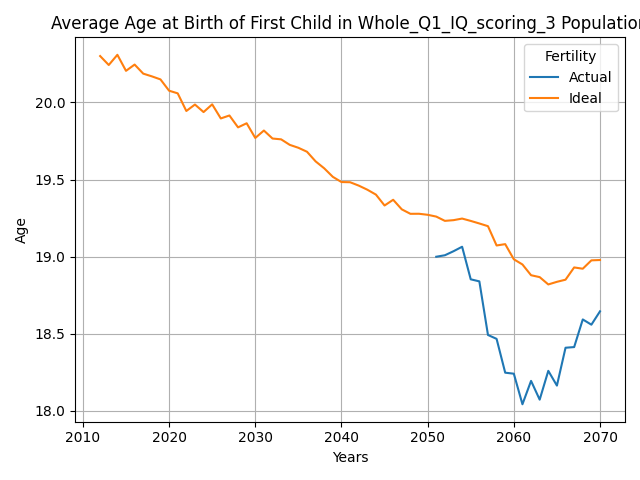 Average Age at Birth of First Child in Whole_Q1_IQ_scoring_3 Population
Fertility
Actual
Ideal
20.0
19.5
19.0
18.5
18.0
Age
2010 2020 2030 2040 2050 2060 2070
Years